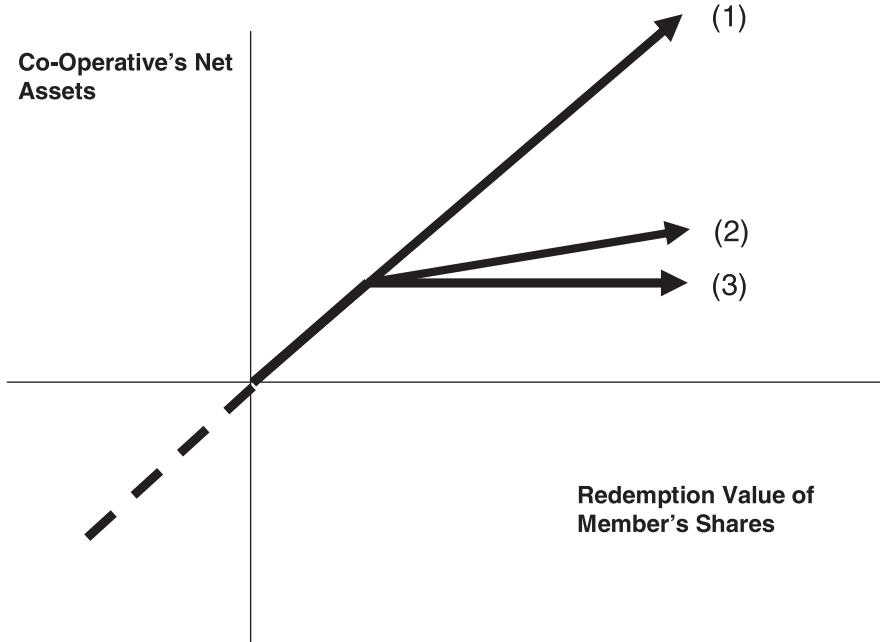 (1)
Co-Operative's Net
Assets
(2)
(3)
Redemption Value of
Member's Shares